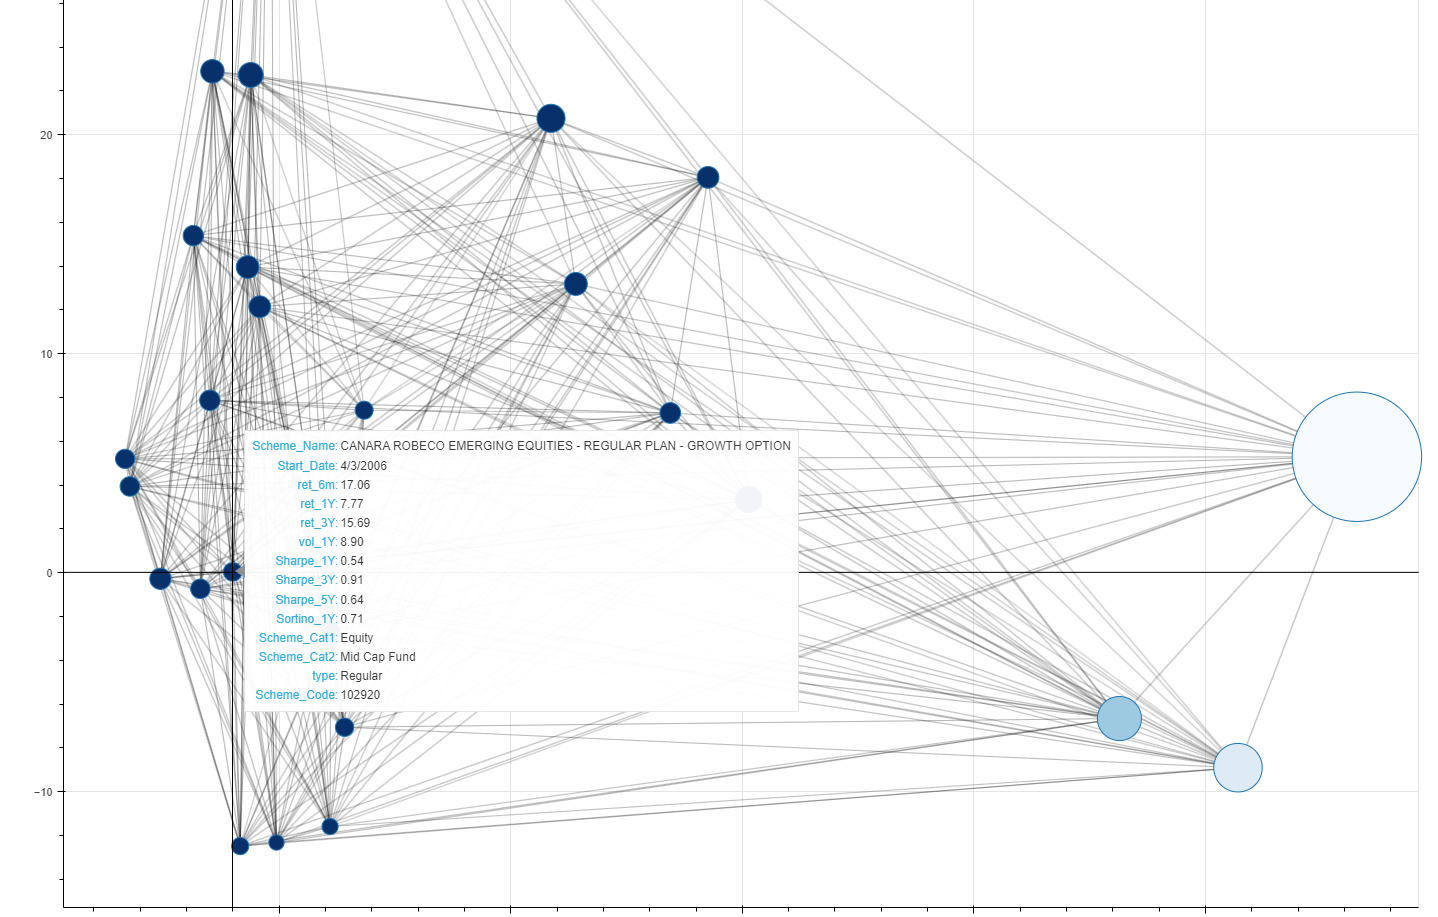 20
10
Scheme_Name: CANARA ROBECO EMERGING EQUITIES - REGULAR PLAN - GROWTH OPTION
Start_Date: 4/3/2006
ret_6m: 17.06
ret_1Y: 7.77
ret_3Y: 15.69
vol_1Y: 8.90
Sharpe_1Y: 0.54
0
Sharpe_3Y: 0.91
Sharpe_5Y: 0.64
Sortino_1Y: 0.71
Scheme_Cat1: Equity
Scheme_Cat2: Mid Cap Fund
type: Regular
Scheme_Code: 102920
−10